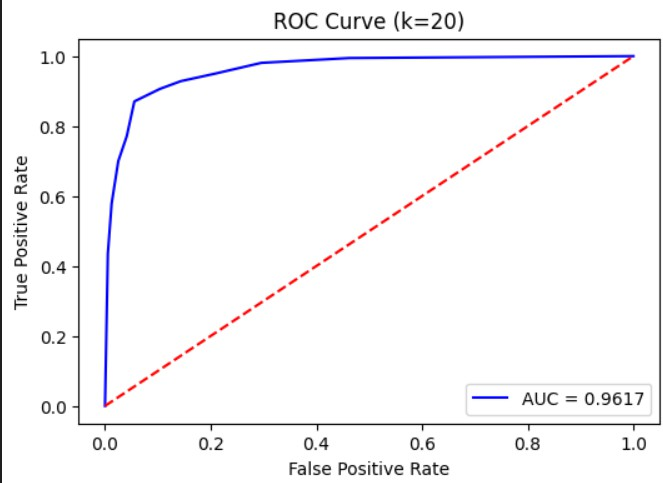 ROC Curve (k=20)
True Positive Rate
1.0
0.8
0.6
0.4
0.2
0.0
AUC = 0.9617
0.0 0.2 0.4 0.6 0.8 1.0
False Positive Rate